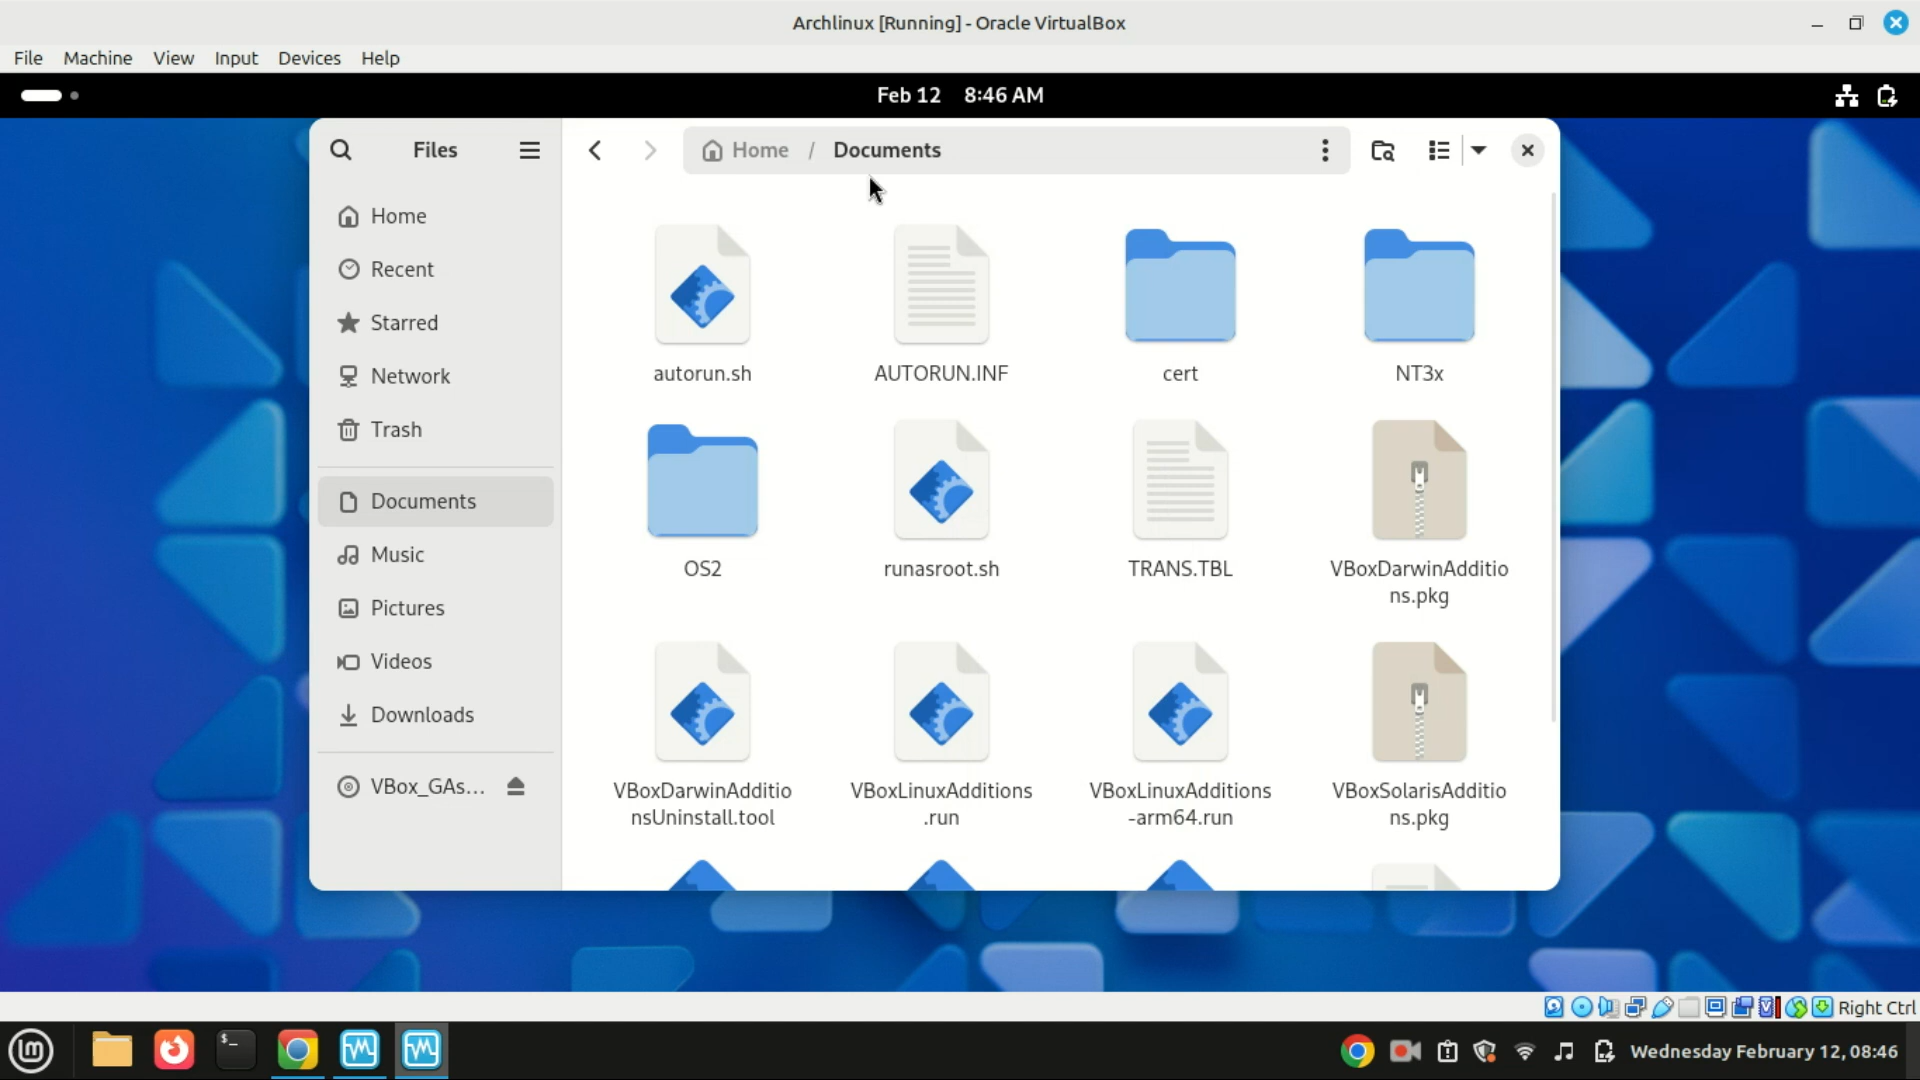 Archlinux [Running] - Oracle VirtualBox
File Machine View Input Devices Help
Feb 12 8:46 AM
Files
Home / Documents
Home
Recent
Starred
Network
Trash
Documents
Music
Pictures
Videos
Downloads
VBox_GAs...
autorun.sh
AUTORUN.INF
cert
NT3x
OS2
runasroot.sh
TRANS.TBL
VBoxDarwinAdditio
ns.pkg
VBoxDarwinAdditio
nsUninstall.tool
VBoxLinuxAdditions
.run
VBoxLinuxAdditions
-arm64.run
VBoxSolarisAdditio
ns.pkg
Right Ctrl
$_
Wednesday February 12, 08:46